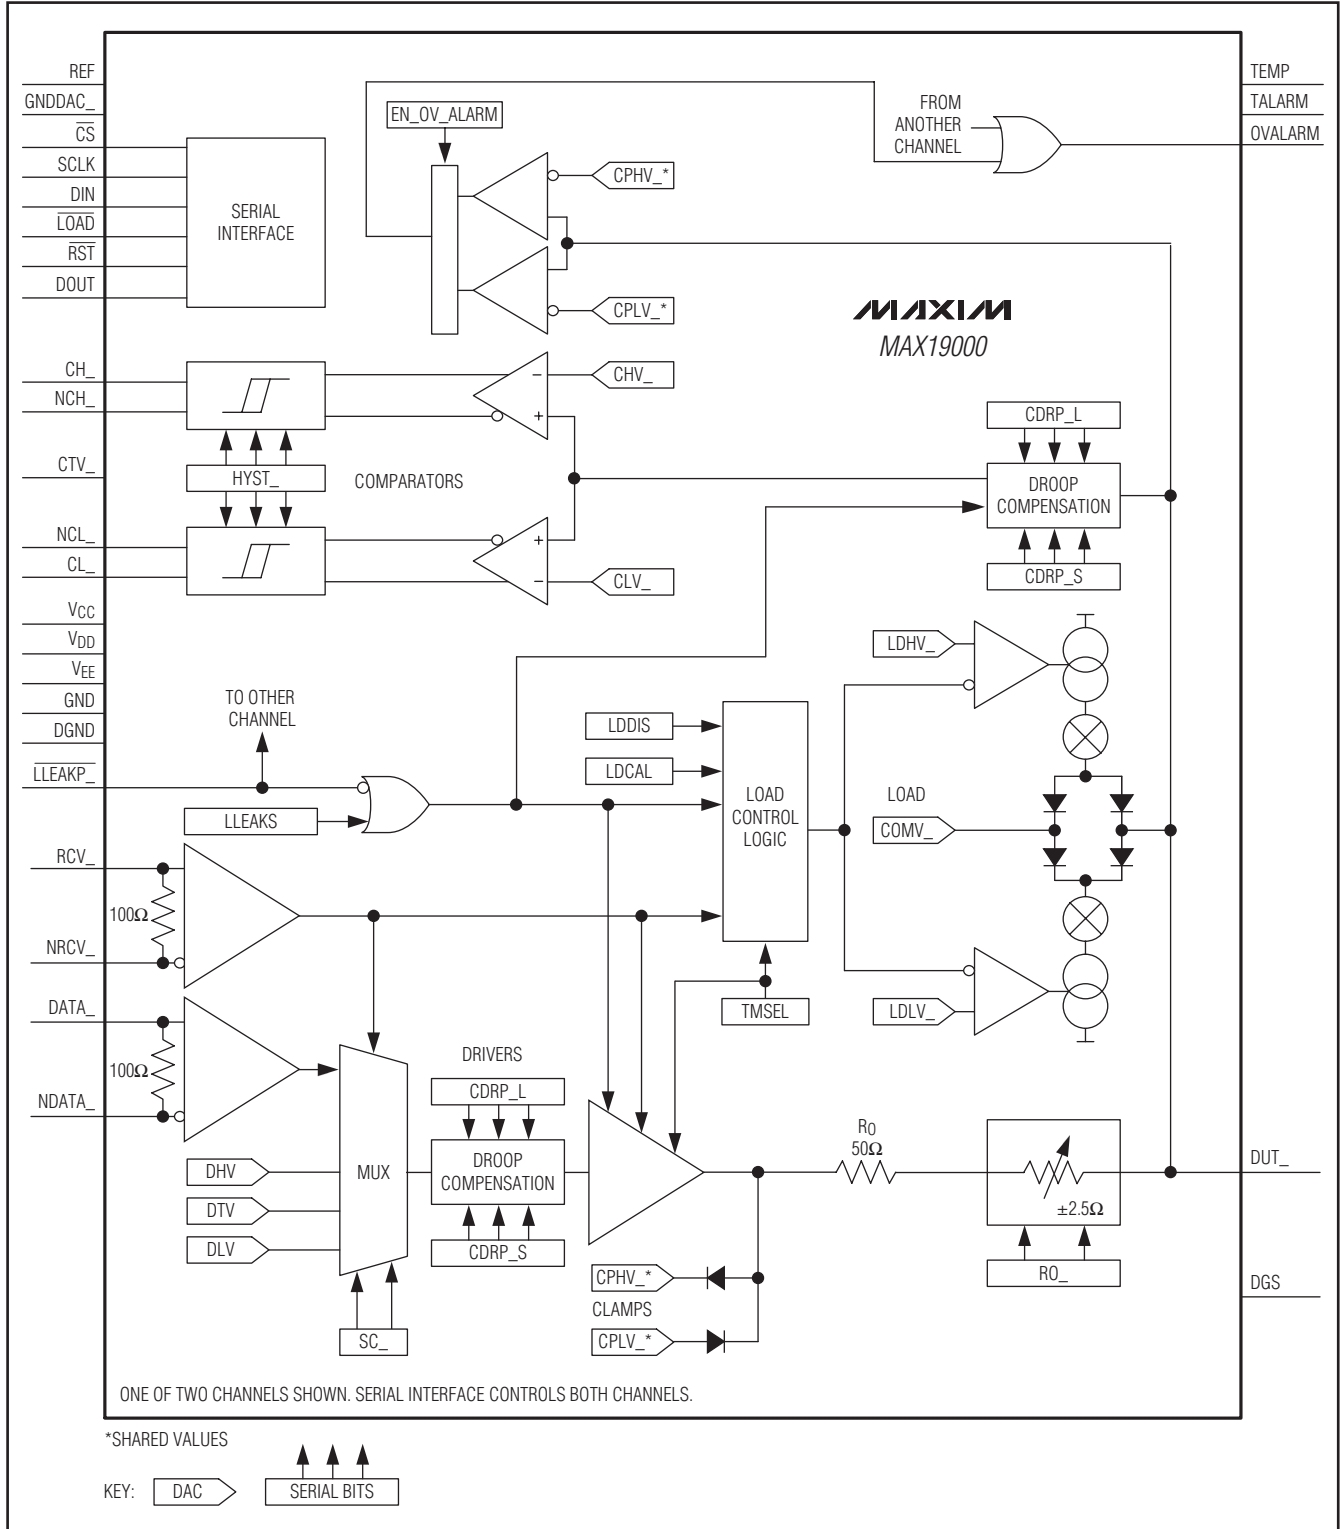 REF
GNDDAC_
CS
SCLK
DIN
LOAD
RST
DOUT
CH_
NCH_
CTV_
NCL_
CL_
VCC
VDD
VEE
GND
DGND
LLEAKP_
RCV_
NRCV_
DATA_
NDATA_
SERIAL
INTERFACE
EN_OV_ALARM
CPHV_*
CPLV_*
FROM
ANOTHER
CHANNEL
TEMP
TALARM
OVALARM
MAXIM
MAX19000
HYST_
COMPARATORS
-
+
+
-
CHV_
CLV_
CDRP_L
DROOP
COMPENSATION
CDRP_S
TO OTHER
CHANNEL
LLEAKS
LDDIS
LDCAL
LOAD
CONTROL
LOGIC
TMSEL
LDHV_
LOAD
COMV_
LDLV_
100Ω
100Ω
MUX
DHV
DTV
DLV
SC_
DRIVERS
CDRP_L
DROOP
COMPENSATION
CDRP_S
CPHV_*
CLAMPS
CPLV_*
RO
50Ω
±2.5Ω
RO_
DUT_
DGS
ONE OF TWO CHANNELS SHOWN. SERIAL INTERFACE CONTROLS BOTH CHANNELS.
*SHARED VALUES
KEY:
DAC
SERIAL BITS